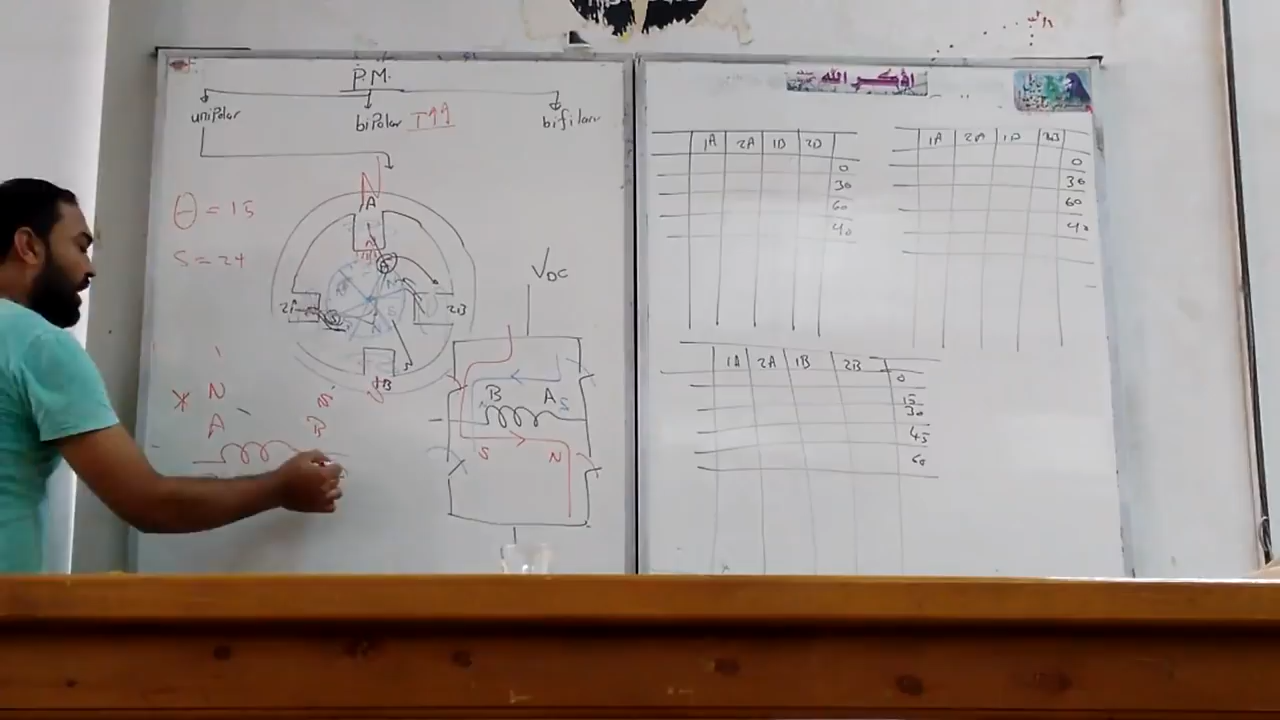 P.M.
unipolar
bipolar T↑↑
bifilar
θ = 15
S = 24
N
A
2A
2B
1B
S
* N
A
B
VDC
B A S
S N
أذكر الله
1A 2A 1B 2B
0
30
60
90
1A 2A 1B 2B
0
30
60
90
1A 2A 1B 2B
0
15
30
45
60